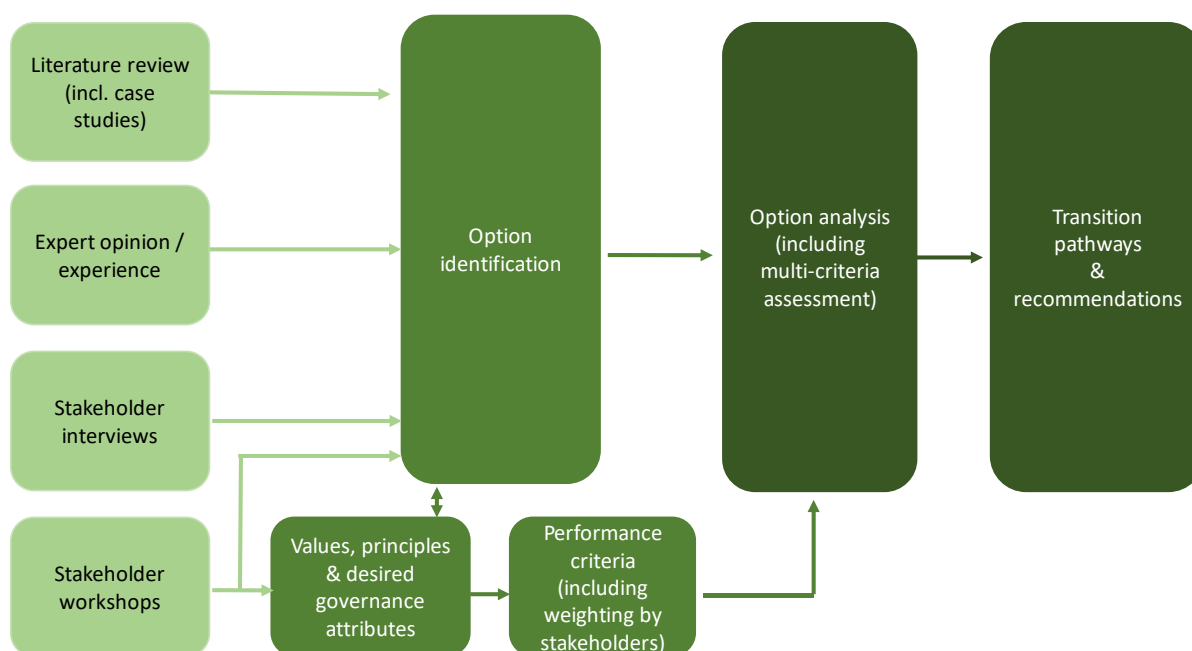 Literature review
(incl. case
studies)
Expert opinion /
experience
Stakeholder
interviews
Stakeholder
workshops
Option
identification
Values, principles
& desired
governance
attributes
Performance
criteria
(including
weighting by
stakeholders)
Option analysis
(including
multi-criteria
assessment)
Transition
pathways
&
recommendations